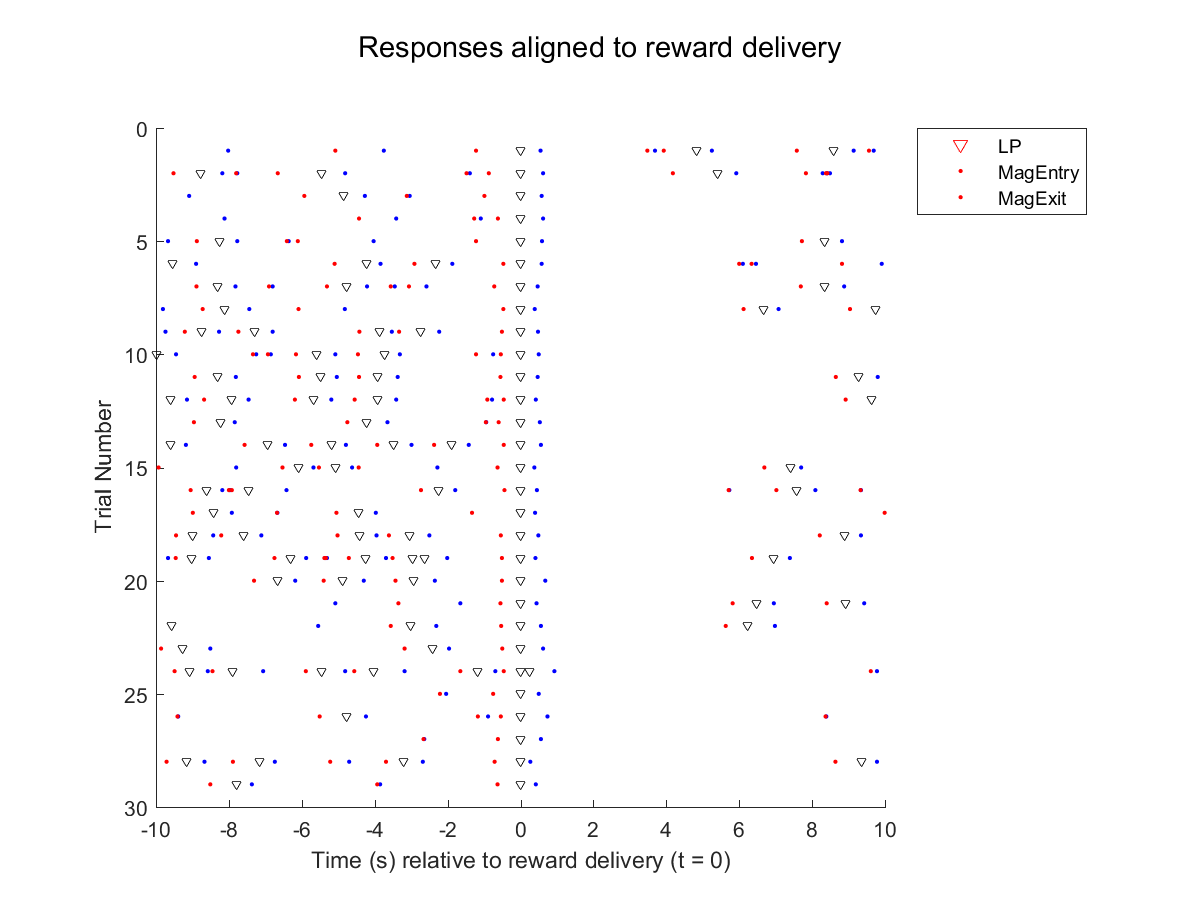 Responses aligned to reward delivery
LP
MagEntry
MagExit
0
5
10
15
20
25
30
Trial Number
-10 -8 -6 -4 -2 0 2 4 6 8 10
Time (s) relative to reward delivery (t = 0)